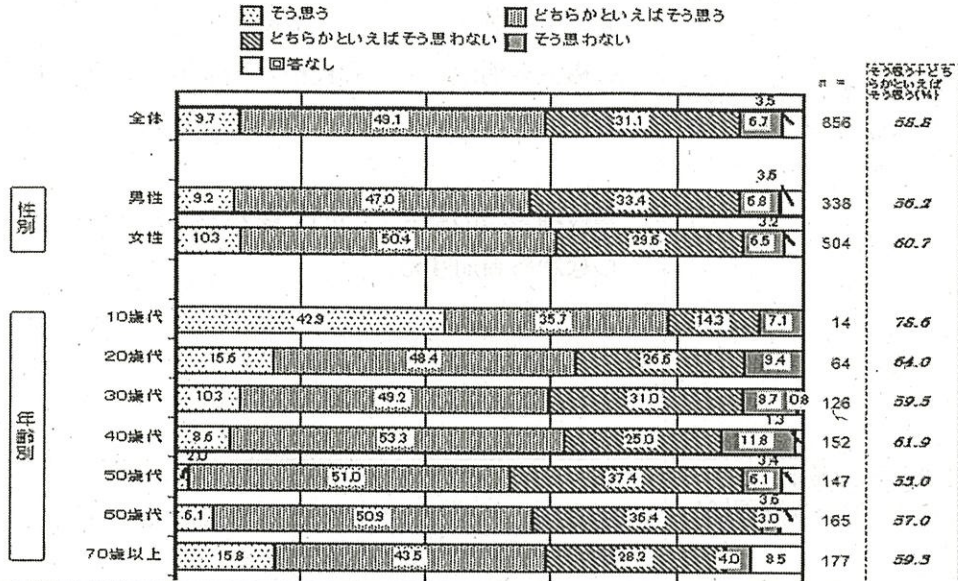 そう思う どちらかといえばそう思う
どちらかといえばそう思わない そう思わない
回答なし
n = そう思う+どちらかといえばそう思う(%)
3.5
全体 9.7 49.1 31.1 6.7 856 58.8
性別
3.6
男性 9.2 47.0 33.4 6.8 338 56.2
3.2
女性 10.3 50.4 29.6 6.5 504 60.7
年齢別
10歳代 42.9 35.7 14.3 7.1 14 78.6
20歳代 15.6 48.4 26.6 9.4 64 64.0
30歳代 10.3 49.2 31.0 8.7 0.8 126 59.5
1.3
40歳代 8.6 53.3 25.0 11.8 152 61.9
2.0 3.4
50歳代 51.0 37.4 6.1 147 53.0
3.6
60歳代 6.1 50.9 36.4 3.0 165 57.0
70歳以上 15.8 43.5 28.2 4.0 8.5 177 59.3